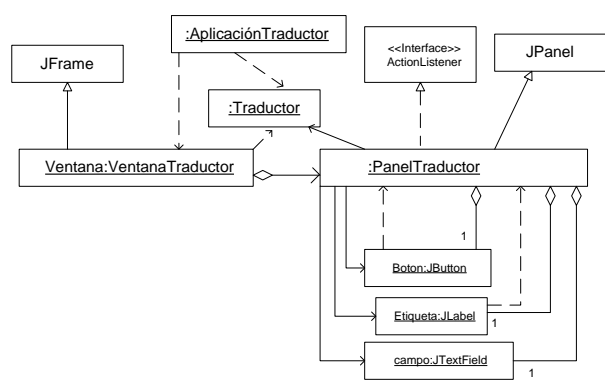 :AplicaciónTraductor
JFrame
<<Interface>>
ActionListener
JPanel
:Traductor
Ventana:VentanaTraductor
:PanelTraductor
1
Boton:JButton
Etiqueta:JLabel
1
campo:JTextField
1